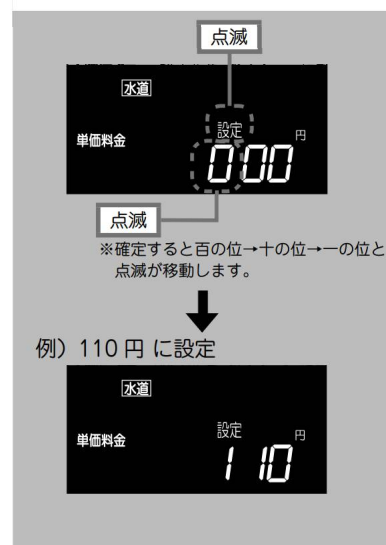 点滅
水道
設定
単価料金
円
000
点滅
※確定すると百の位→十の位→一の位と
点滅が移動します。
例）110 円 に設定
水道
設定
単価料金
円
110